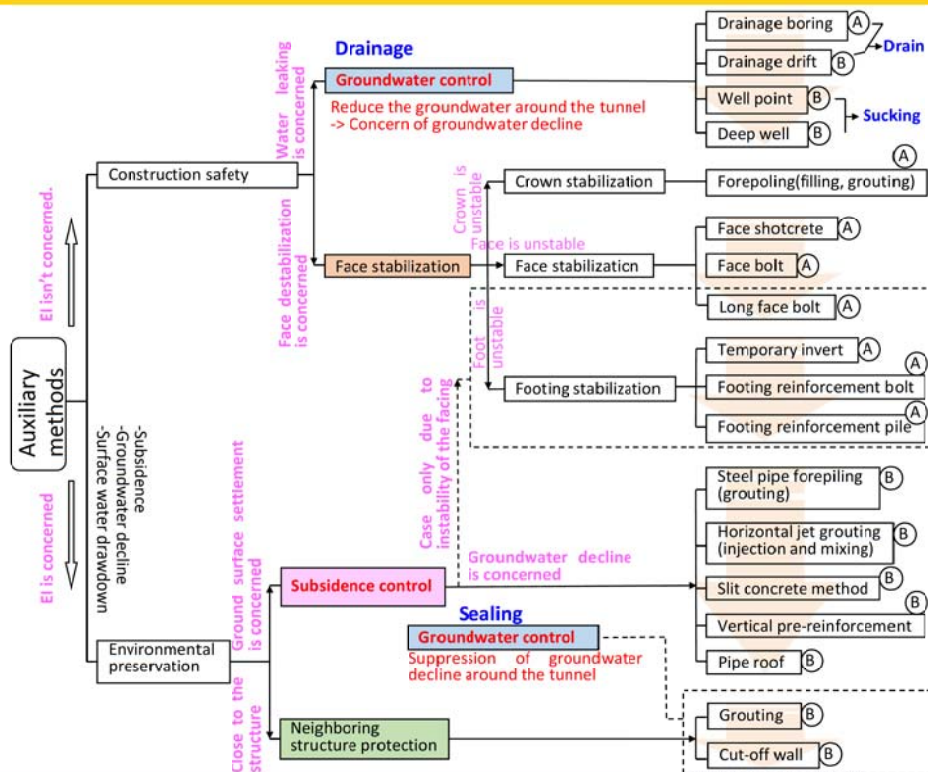 Drainage
Groundwater control
Reduce the groundwater around the tunnel
-> Concern of groundwater decline
Drainage boring
A
Drainage drift
B
Drain
Well point
B
Deep well
B
Sucking
Water leaking
is concerned
Construction safety
Face destabilization
is concerned
Crown is
unstable
Crown stabilization
A
Forepoling(filling, grouting)
Face is unstable
Face stabilization
Face stabilization
Face shotcrete
A
Face bolt
A
Long face bolt
A
Foot is
unstable
Footing stabilization
Temporary invert
A
A
Footing reinforcement bolt
A
Footing reinforcement pile
EI isn't concerned.
Auxiliary
methods
EI is concerned
-Subsidence
-Groundwater decline
-Surface water drawdown
Case only due to
instability of the facing
Ground surface settlement
is concerned
Subsidence control
Groundwater decline
is concerned
Steel pipe forepiling
(grouting)
B
Horizontal jet grouting
(injection and mixing)
B
Slit concrete method
B
B
Vertical pre-reinforcement
Pipe roof
B
Sealing
Groundwater control
Suppression of groundwater
decline around the tunnel
Environmental
preservation
Close to the
structure
Neighboring
structure protection
Grouting
B
Cut-off wall
B